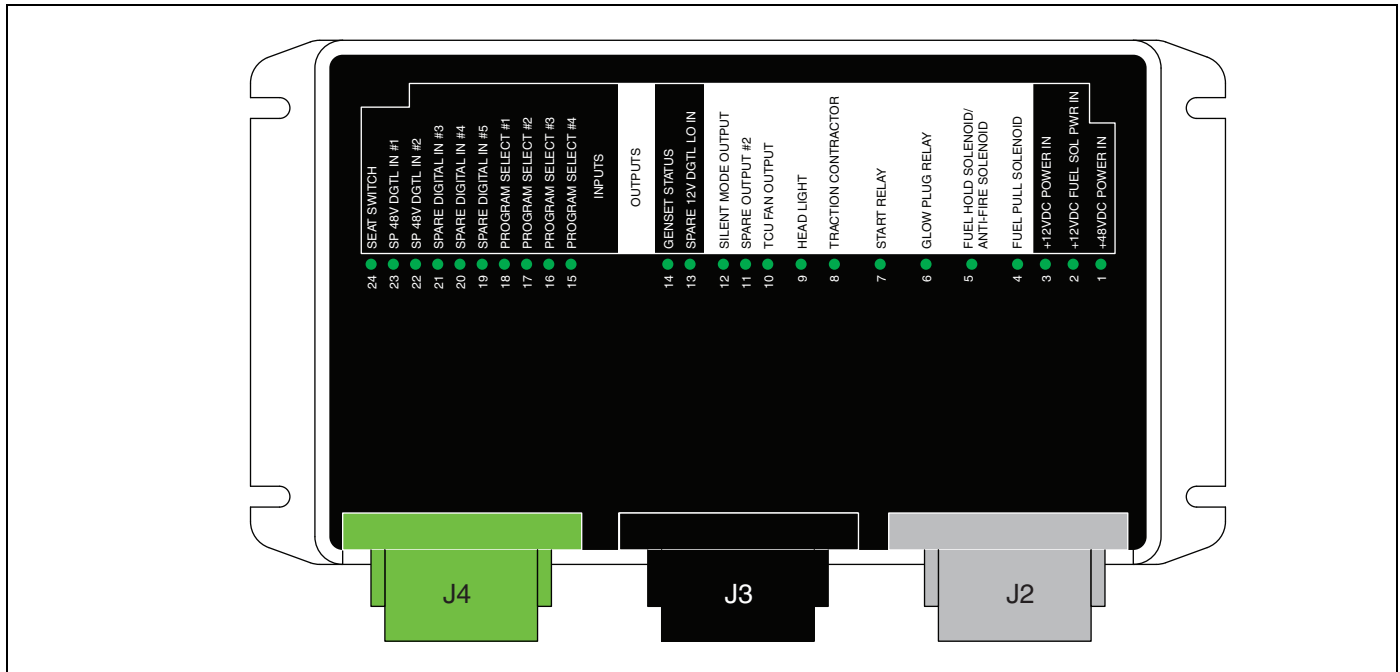 24 SEAT SWITCH
23 SP 48V DGTL IN #1
22 SP 48V DGTL IN #2
21 SPARE DIGITAL IN #3
20 SPARE DIGITAL IN #4
19 SPARE DIGITAL IN #5
18 PROGRAM SELECT #1
17 PROGRAM SELECT #2
16 PROGRAM SELECT #3
15 PROGRAM SELECT #4
INPUTS
OUTPUTS
14 GENSET STATUS
13 SPARE 12V DGTL LO IN
12 SILENT MODE OUTPUT
11 SPARE OUTPUT #2
10 TCU FAN OUTPUT
9 HEAD LIGHT
8 TRACTION CONTRACTOR
7 START RELAY
6 GLOW PLUG RELAY
5 FUEL HOLD SOLENOID/
ANTI-FIRE SOLENOID
4 FUEL PULL SOLENOID
3 +12VDC POWER IN
2 +12VDC FUEL SOL PWR IN
1 +48VDC POWER IN
J4
J3
J2